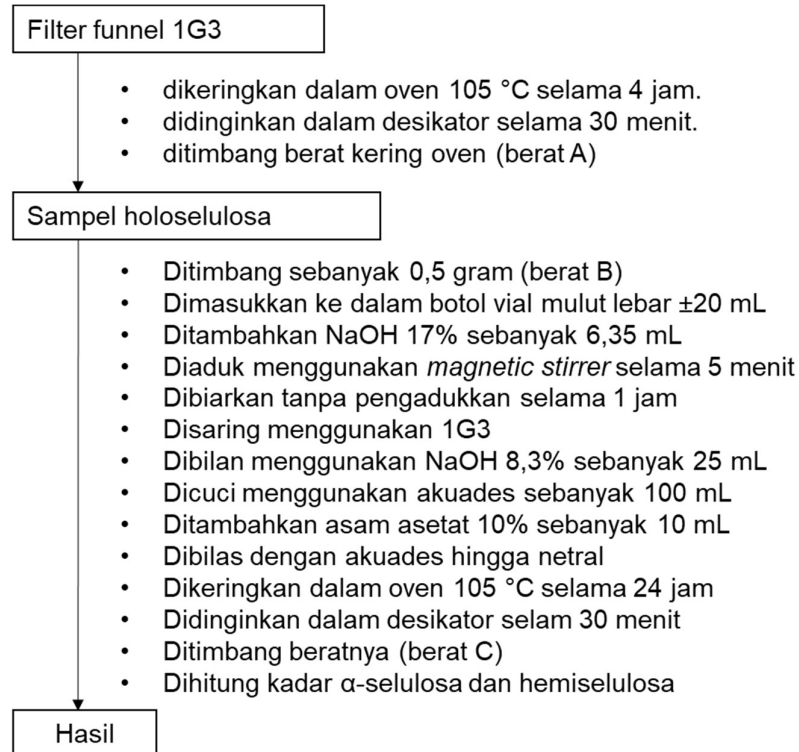 Filter funnel 1G3
• dikeringkan dalam oven 105 °C selama 4 jam.
• didinginkan dalam desikator selama 30 menit.
• ditimbang berat kering oven (berat A)
Sampel holoselulosa
• Ditimbang sebanyak 0,5 gram (berat B)
• Dimasukkan ke dalam botol vial mulut lebar ±20 mL
• Ditambahkan NaOH 17% sebanyak 6,35 mL
• Diaduk menggunakan magnetic stirrer selama 5 menit
• Dibiarkan tanpa pengadukkan selama 1 jam
• Disaring menggunakan 1G3
• Dibilan menggunakan NaOH 8,3% sebanyak 25 mL
• Dicuci menggunakan akuades sebanyak 100 mL
• Ditambahkan asam asetat 10% sebanyak 10 mL
• Dibilas dengan akuades hingga netral
• Dikeringkan dalam oven 105 °C selama 24 jam
• Didinginkan dalam desikator selam 30 menit
• Ditimbang beratnya (berat C)
• Dihitung kadar α-selulosa dan hemiselulosa
Hasil